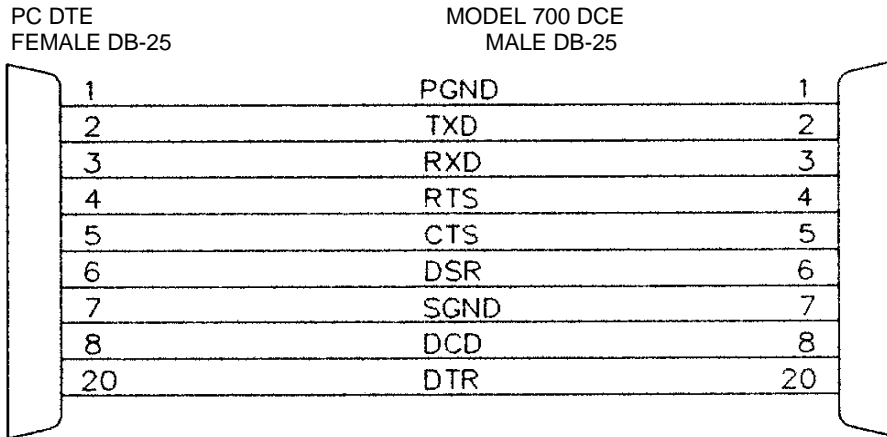 PC DTE MODEL 700 DCE
FEMALE DB-25 MALE DB-25
1 PGND 1
2 TXD 2
3 RXD 3
4 RTS 4
5 CTS 5
6 DSR 6
7 SGND 7
8 DCD 8
20 DTR 20